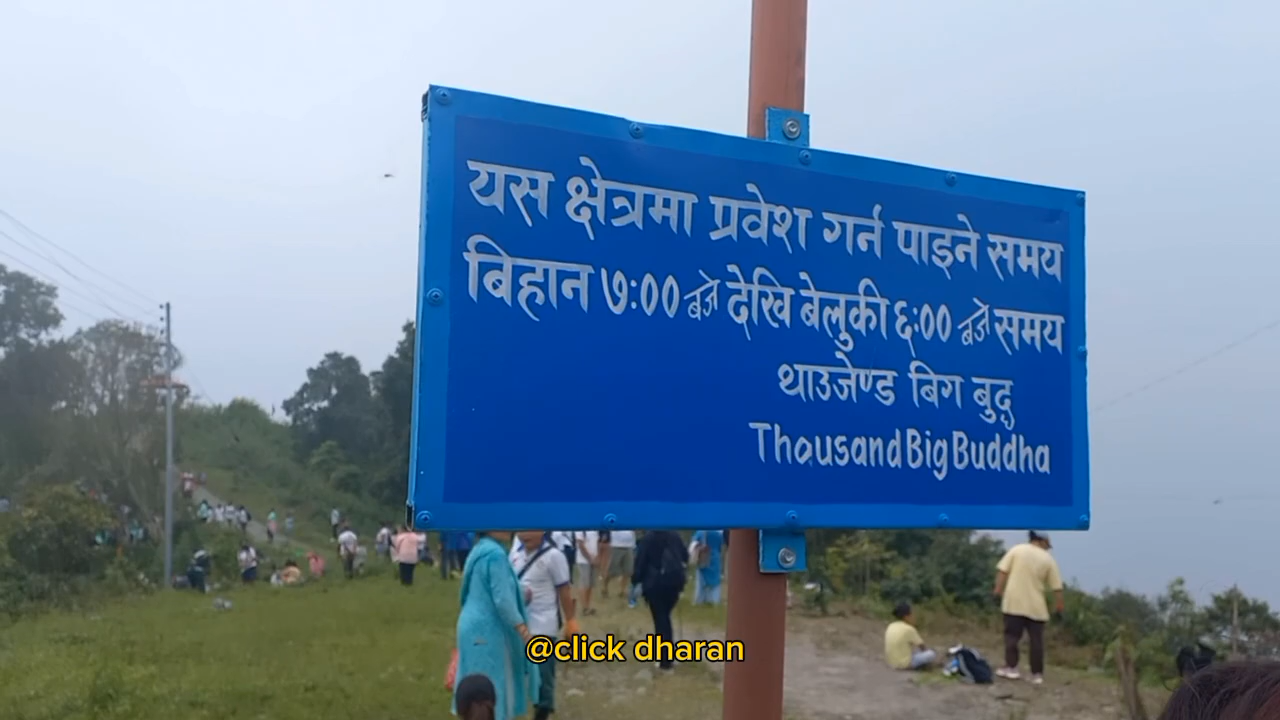 यस क्षेत्रमा प्रवेश गर्न पाइने समय
बिहान ७:०० बजे देखि बेलुकी ६:०० बजे समय
थाउजेण्ड बिग बुद्ध
Thousand Big Buddha
@click dharan